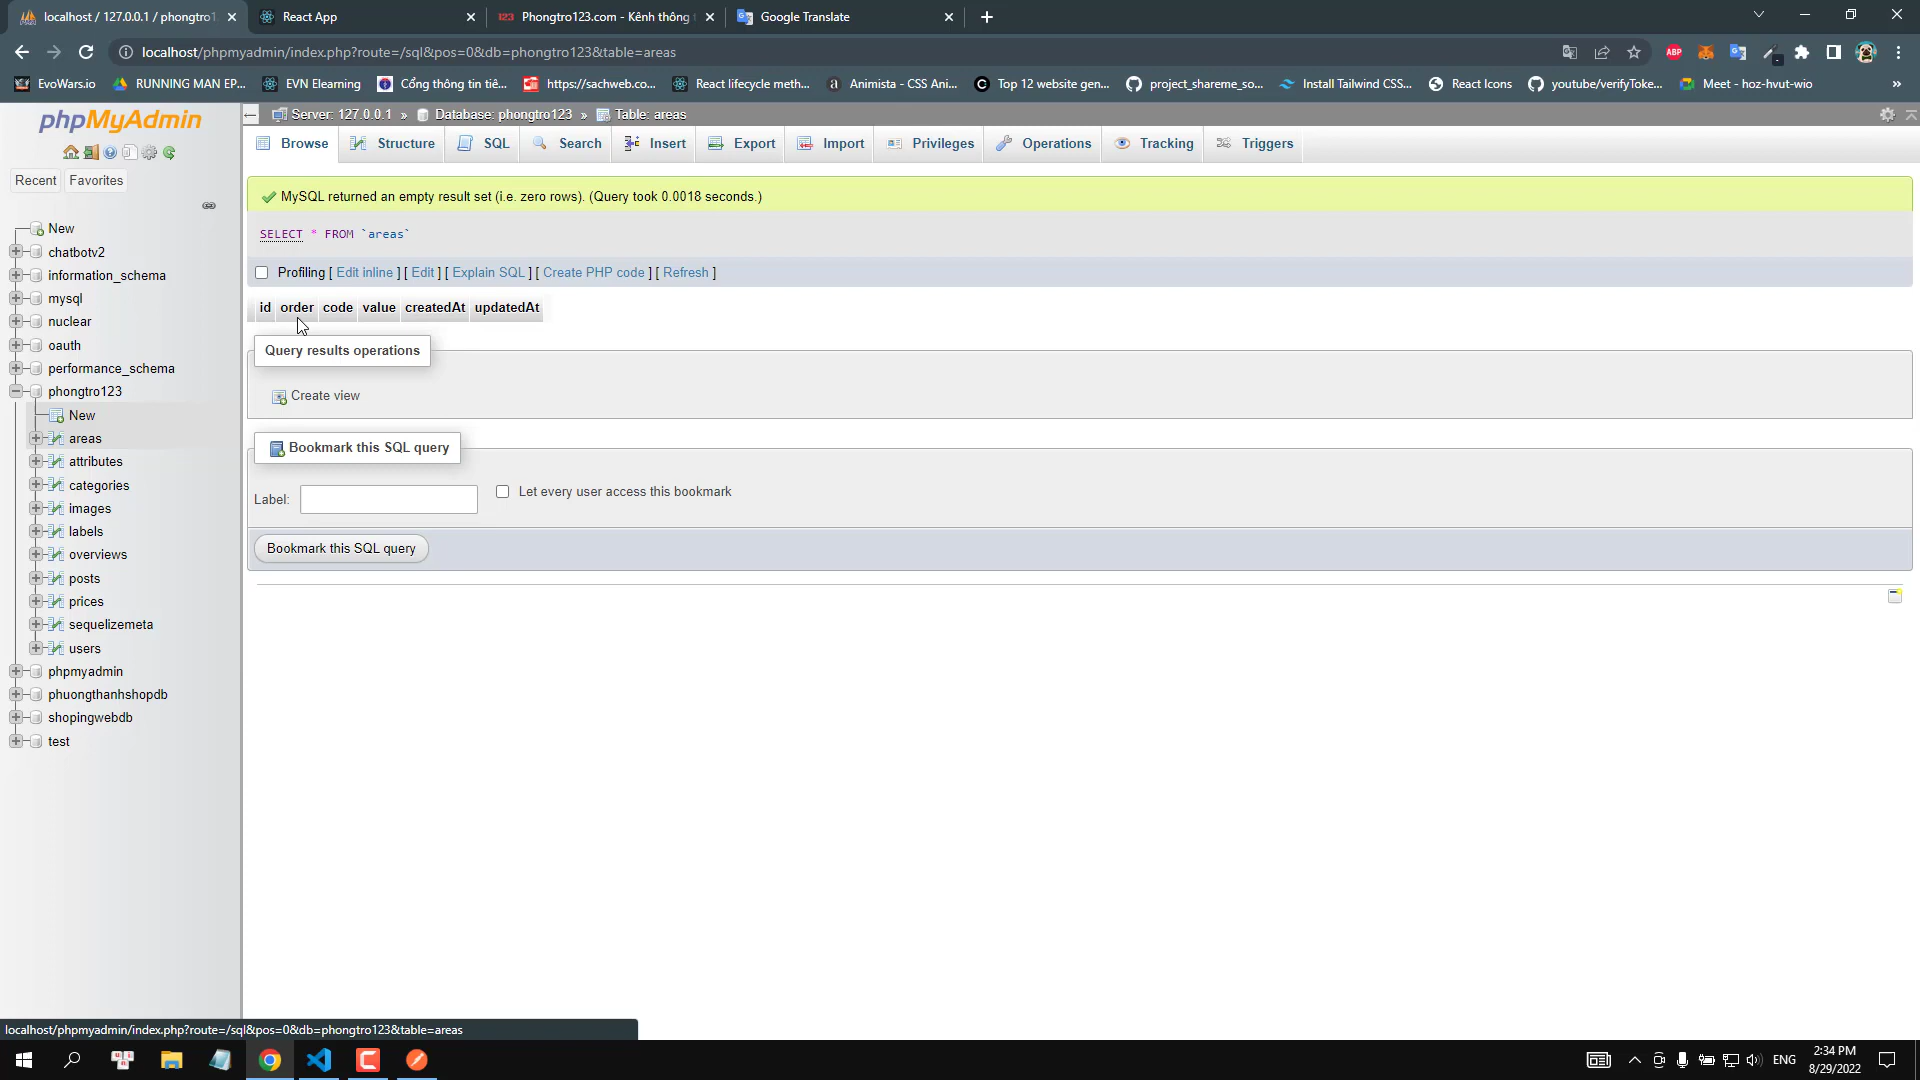 localhost / 127.0.0.1 / phongtro1
React App
Phongtro123.com - Kênh thông
Google Translate
localhost/phpmyadmin/index.php?route=/sql&pos=0&db=phongtro123&table=areas
EvoWars.io
RUNNING MAN EP...
EVN Elearning
Cổng thông tin tiê...
https://sachweb.co...
React lifecycle meth...
Animista - CSS Ani...
Top 12 website gen...
project_shareme_so...
Install Tailwind CSS...
React Icons
youtube/verifyToke...
Meet - hoz-hvut-wio
phpMyAdmin
Recent
Favorites
New
chatbotv2
information_schema
mysql
nuclear
oauth
performance_schema
phongtro123
New
areas
attributes
categories
images
labels
overviews
posts
prices
sequelizemeta
users
phpmyadmin
phuongthanhshopdb
shopingwebdb
test
Server: 127.0.0.1 » Database: phongtro123 » Table: areas
Browse
Structure
SQL
Search
Insert
Export
Import
Privileges
Operations
Tracking
Triggers
MySQL returned an empty result set (i.e. zero rows). (Query took 0.0018 seconds.)
SELECT * FROM `areas`
Profiling [ Edit inline ] [ Edit ] [ Explain SQL ] [ Create PHP code ] [ Refresh ]
id order code value createdAt updatedAt
Query results operations
Create view
Bookmark this SQL query
Label:
Let every user access this bookmark
Bookmark this SQL query
localhost/phpmyadmin/index.php?route=/sql&pos=0&db=phongtro123&table=areas
ENG
2:34 PM
8/29/2022